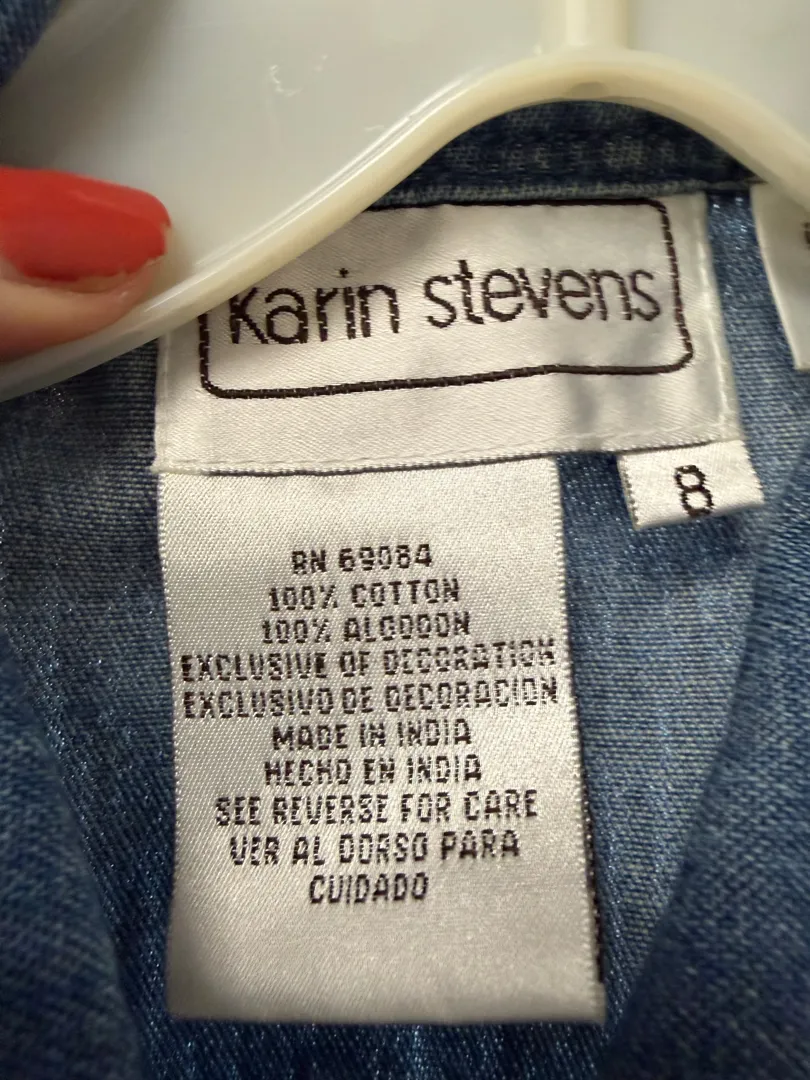 karin stevens
8
RN 69084
100% COTTON
100% ALGODON
EXCLUSIVE OF DECORATION
EXCLUSIVO DE DECORACION
MADE IN INDIA
HECHO EN INDIA
SEE REVERSE FOR CARE
VER AL DORSO PARA
CUIDADO